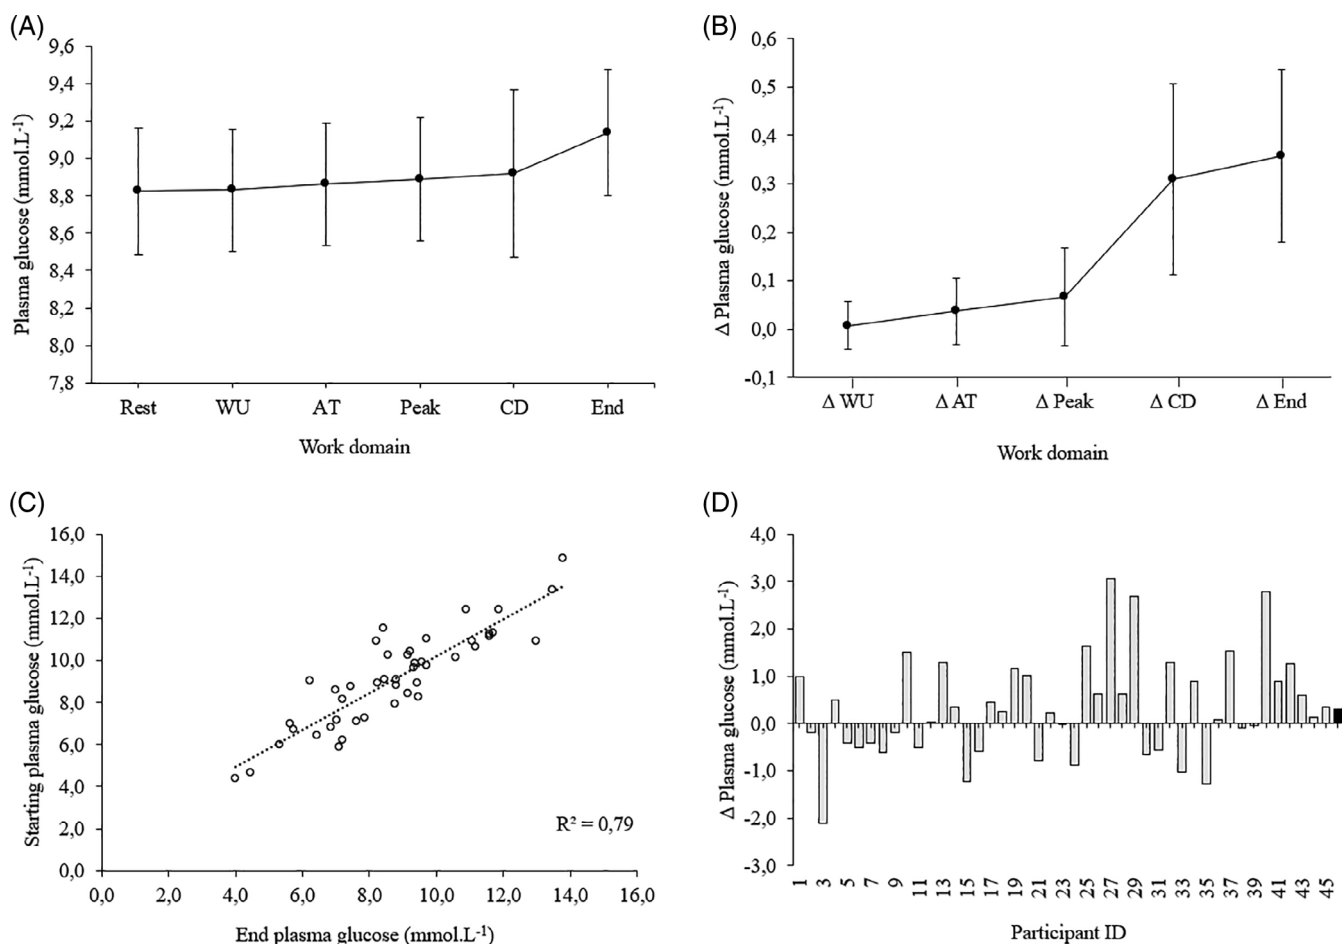 (A)
9,6
9,4
9,2
9,0
8,8
8,6
8,4
8,2
8,0
7,8
Plasma glucose (mmol.L-1)
Rest WU AT Peak CD End
Work domain
(B)
0,6
0,5
0,4
0,3
0,2
0,1
0,0
-0,1
Δ Plasma glucose (mmol.L-1)
Δ WU Δ AT Δ Peak Δ CD Δ End
Work domain
(C)
16,0
14,0
12,0
10,0
8,0
6,0
4,0
2,0
0,0
Starting plasma glucose (mmol.L-1)
R² = 0,79
0,0 2,0 4,0 6,0 8,0 10,0 12,0 14,0 16,0
End plasma glucose (mmol.L-1)
(D)
4,0
3,0
2,0
1,0
0,0
-1,0
-2,0
-3,0
Δ Plasma glucose (mmol.L-1)
1 3 5 7 9 11 13 15 17 19 21 23 25 27 29 31 33 35 37 39 41 43 45
Participant ID